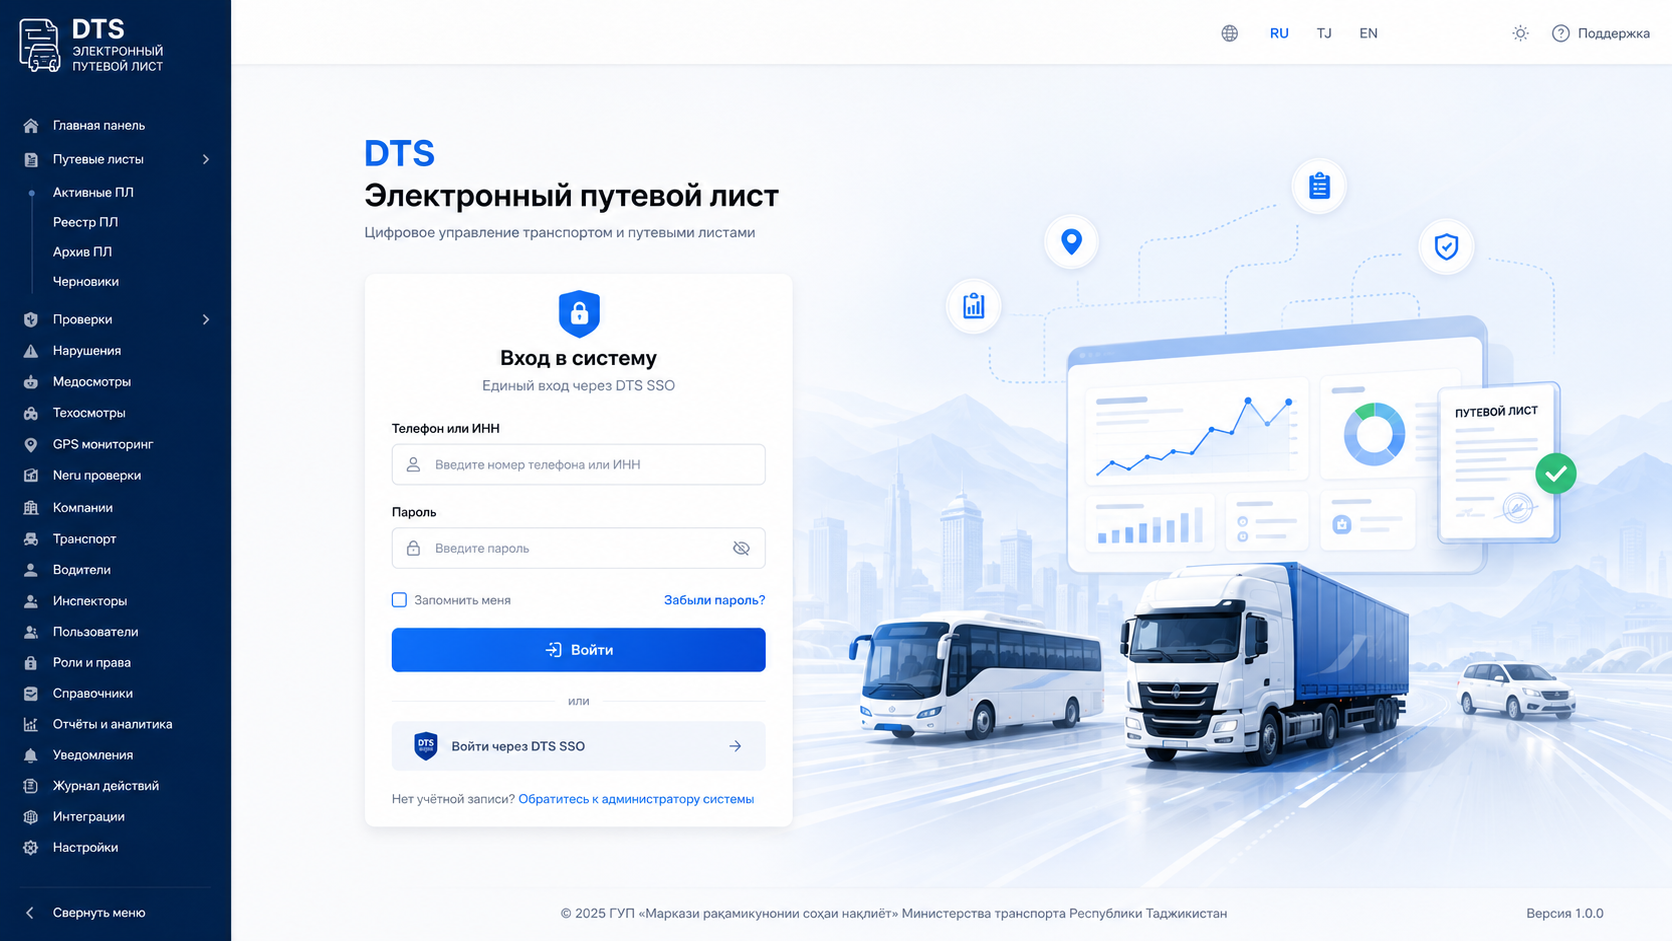 DTS
ЭЛЕКТРОННЫЙ
ПУТЕВОЙ ЛИСТ
Главная панель
Путевые листы
Активные ПЛ
Реестр ПЛ
Архив ПЛ
Черновики
Проверки
Нарушения
Медосмотры
Техосмотры
GPS мониторинг
Neru проверки
Компании
Транспорт
Водители
Инспекторы
Пользователи
Роли и права
Справочники
Отчёты и аналитика
Уведомления
Журнал действий
Интеграции
Настройки
Свернуть меню
RU TJ EN
Поддержка
DTS
Электронный путевой лист
Цифровое управление транспортом и путевыми листами
Вход в систему
Единый вход через DTS SSO
Телефон или ИНН
Введите номер телефона или ИНН
Пароль
Введите пароль
Запомнить меня
Забыли пароль?
Войти
или
DTS
Войти через DTS SSO
Нет учётной записи? Обратитесь к администратору системы
ПУТЕВОЙ ЛИСТ
© 2025 ГУП «Маркази рақамикунонии соҳаи нақлиёт» Министерства транспорта Республики Таджикистан
Версия 1.0.0